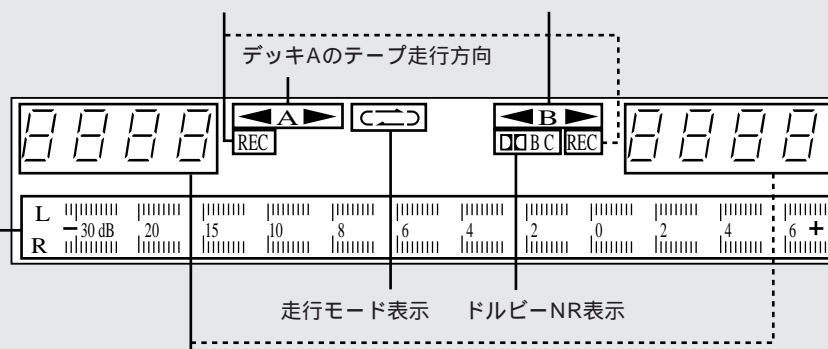 デッキAのテープ走行方向
8888 A B 8888
REC B C REC
L
−30 dB 20 15 10 8 6 4 2 0 2 4 6 +
R
走行モード表示 ドルビーNR表示